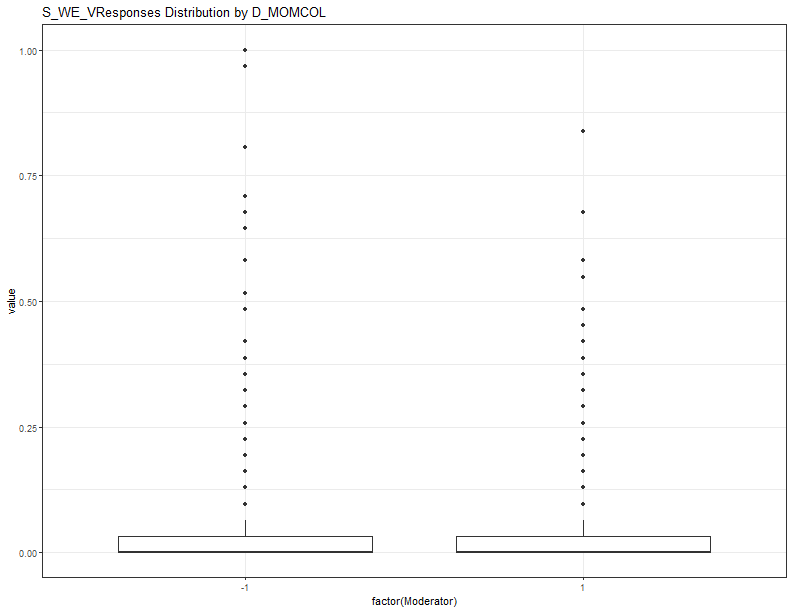 S_WE_VResponses Distribution by D_MOMCOL
1.00
0.75
0.50
0.25
0.00
value
-1
1
factor(Moderator)